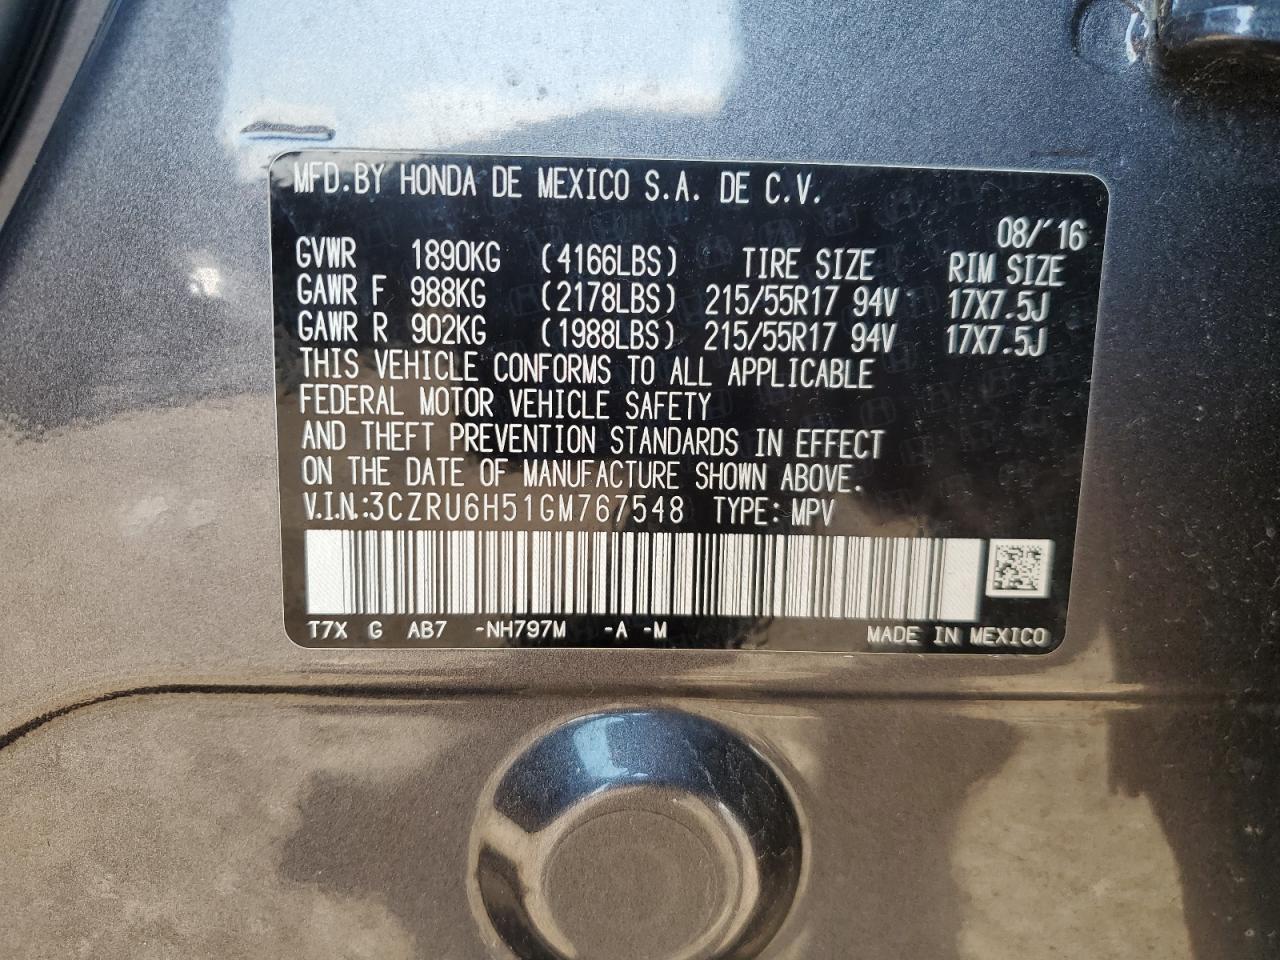 MFD.BY HONDA DE MEXICO S.A. DE C.V.
08/'16
GVWR 1890KG (4166LBS) TIRE SIZE RIM SIZE
GAWR F 988KG (2178LBS) 215/55R17 94V 17X7.5J
GAWR R 902KG (1988LBS) 215/55R17 94V 17X7.5J
THIS VEHICLE CONFORMS TO ALL APPLICABLE
FEDERAL MOTOR VEHICLE SAFETY
AND THEFT PREVENTION STANDARDS IN EFFECT
ON THE DATE OF MANUFACTURE SHOWN ABOVE.
V.I.N.:3CZRU6H51GM767548 TYPE: MPV
T7X G AB7 -NH797M -A -M MADE IN MEXICO